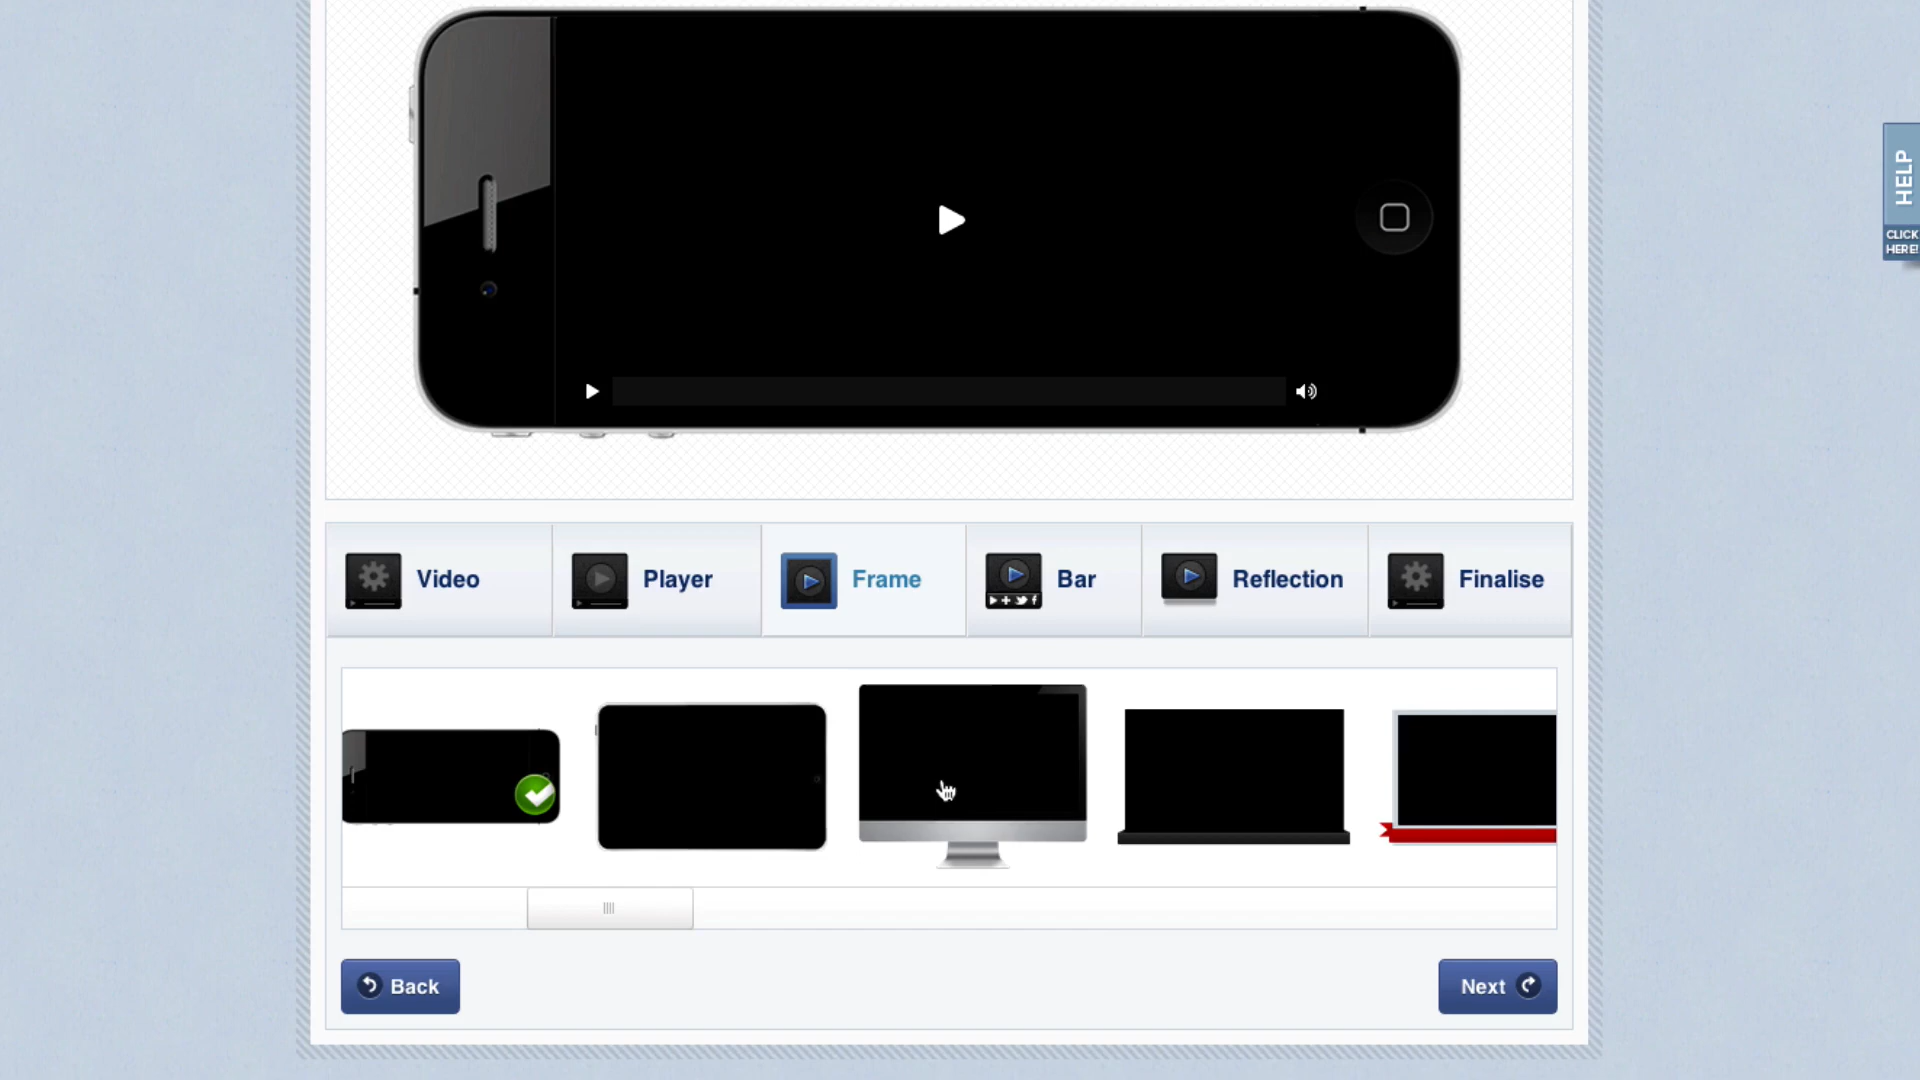 HELP
CLICK
HERE!
Video
Player
Frame
Bar
Reflection
Finalise
Back
Next